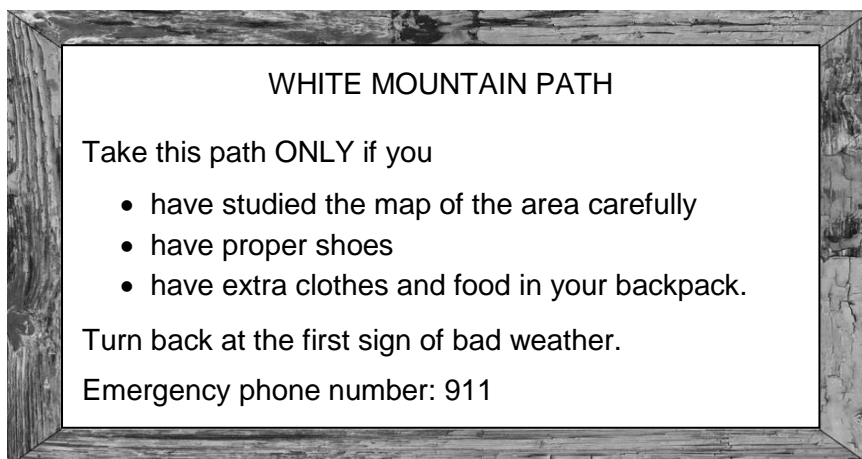 WHITE MOUNTAIN PATH
Take this path ONLY if you
• have studied the map of the area carefully
• have proper shoes
• have extra clothes and food in your backpack.
Turn back at the first sign of bad weather.
Emergency phone number: 911